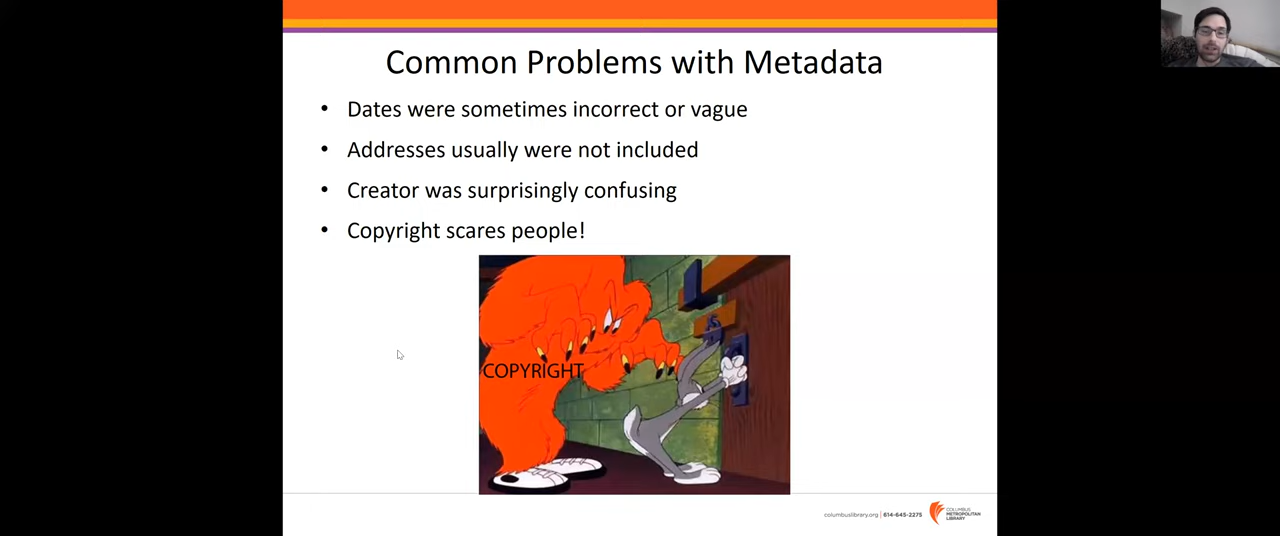 Common Problems with Metadata
• Dates were sometimes incorrect or vague
• Addresses usually were not included
• Creator was surprisingly confusing
• Copyright scares people!
COPYRIGHT
columbuslibrary.org | 614-645-2275
COLUMBUS
METROPOLITAN
LIBRARY